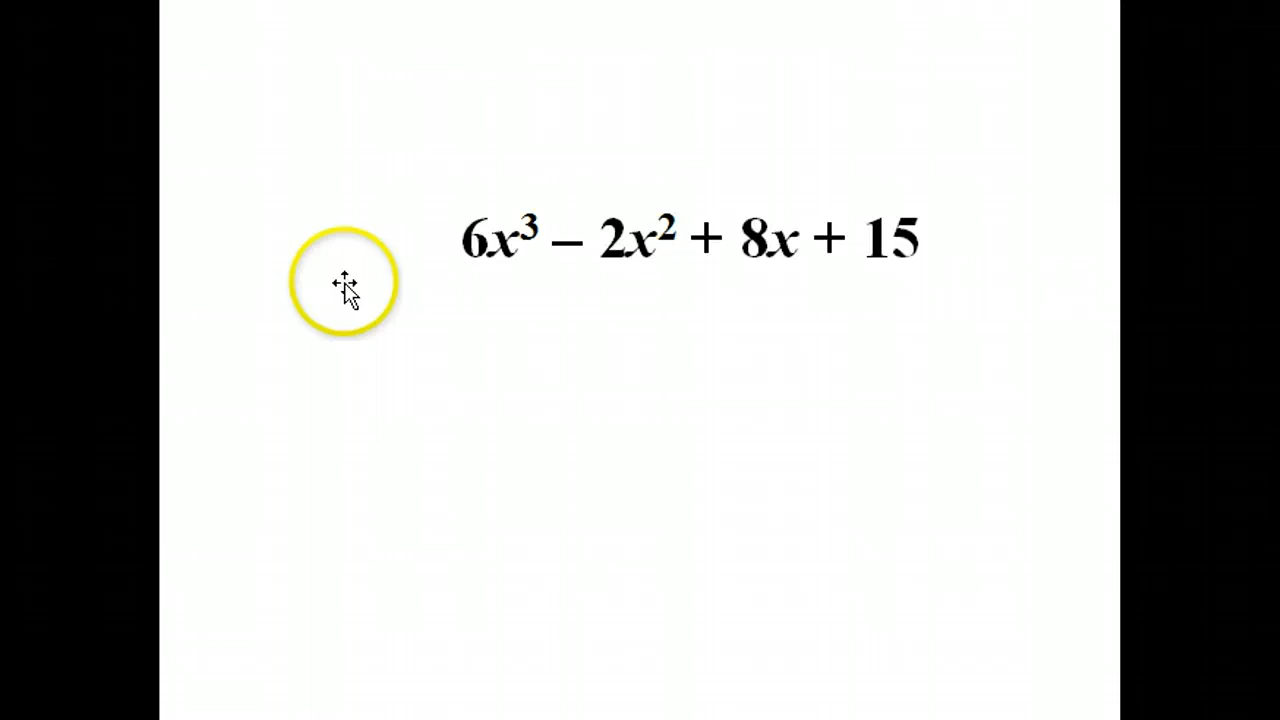 6x³ – 2x² + 8x + 15